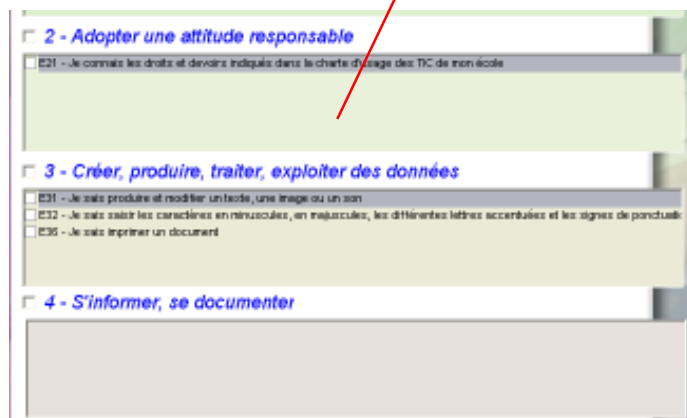 2 - Adopter une attitude responsable
E21 - Je connais les droits et devoirs indiqués dans la charte d'usage des TIC de mon école
3 - Créer, produire, traiter, exploiter des données
E31 - Je sais produire et modifier un texte, une image ou un son
E32 - Je sais saisir les caractères en minuscules, en majuscules, les différentes lettres accentuées et les signes de ponctuatio
E36 - Je sais imprimer un document
4 - S'informer, se documenter